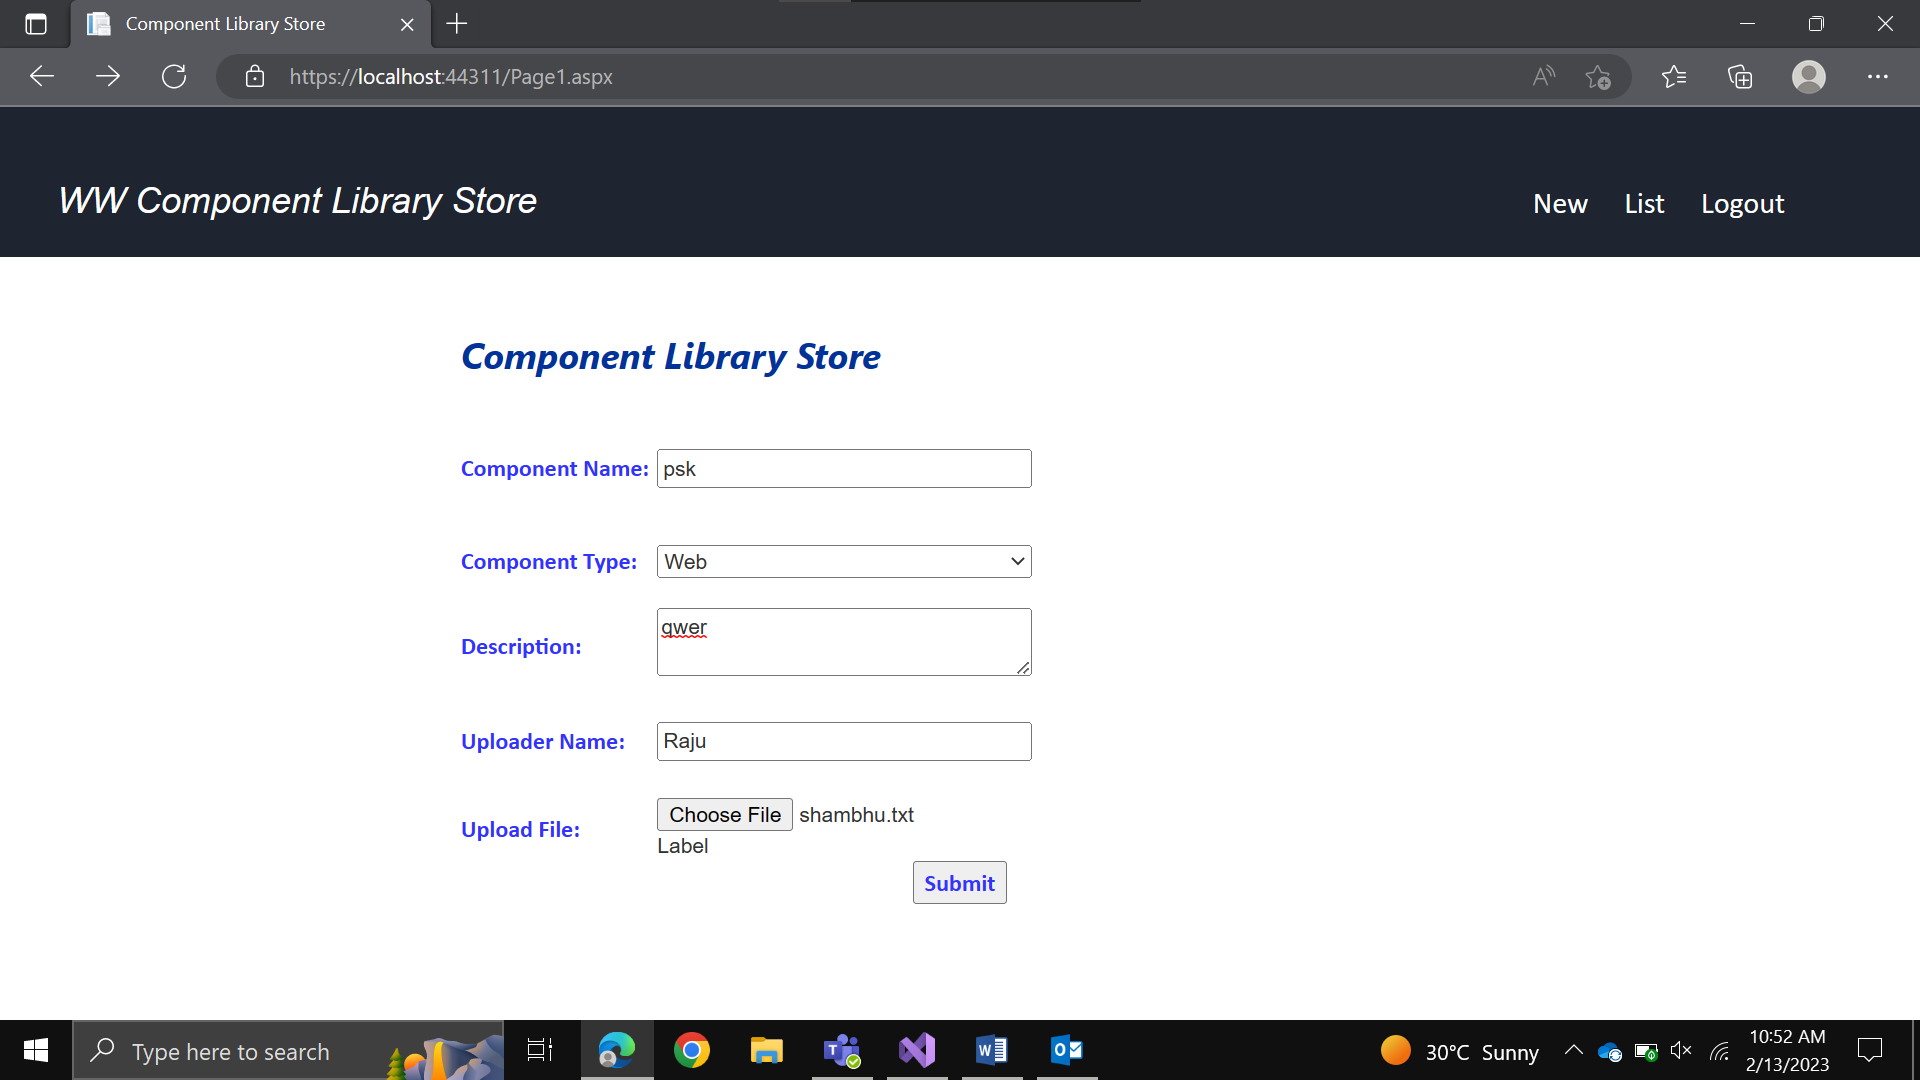 Component Library Store
https://localhost:44311/Page1.aspx
WW Component Library Store
New List Logout
Component Library Store
Component Name: psk
Component Type: Web
Description: qwer
Uploader Name: Raju
Upload File: Choose File shambhu.txt
Label
Submit
Type here to search
30°C Sunny
10:52 AM
2/13/2023